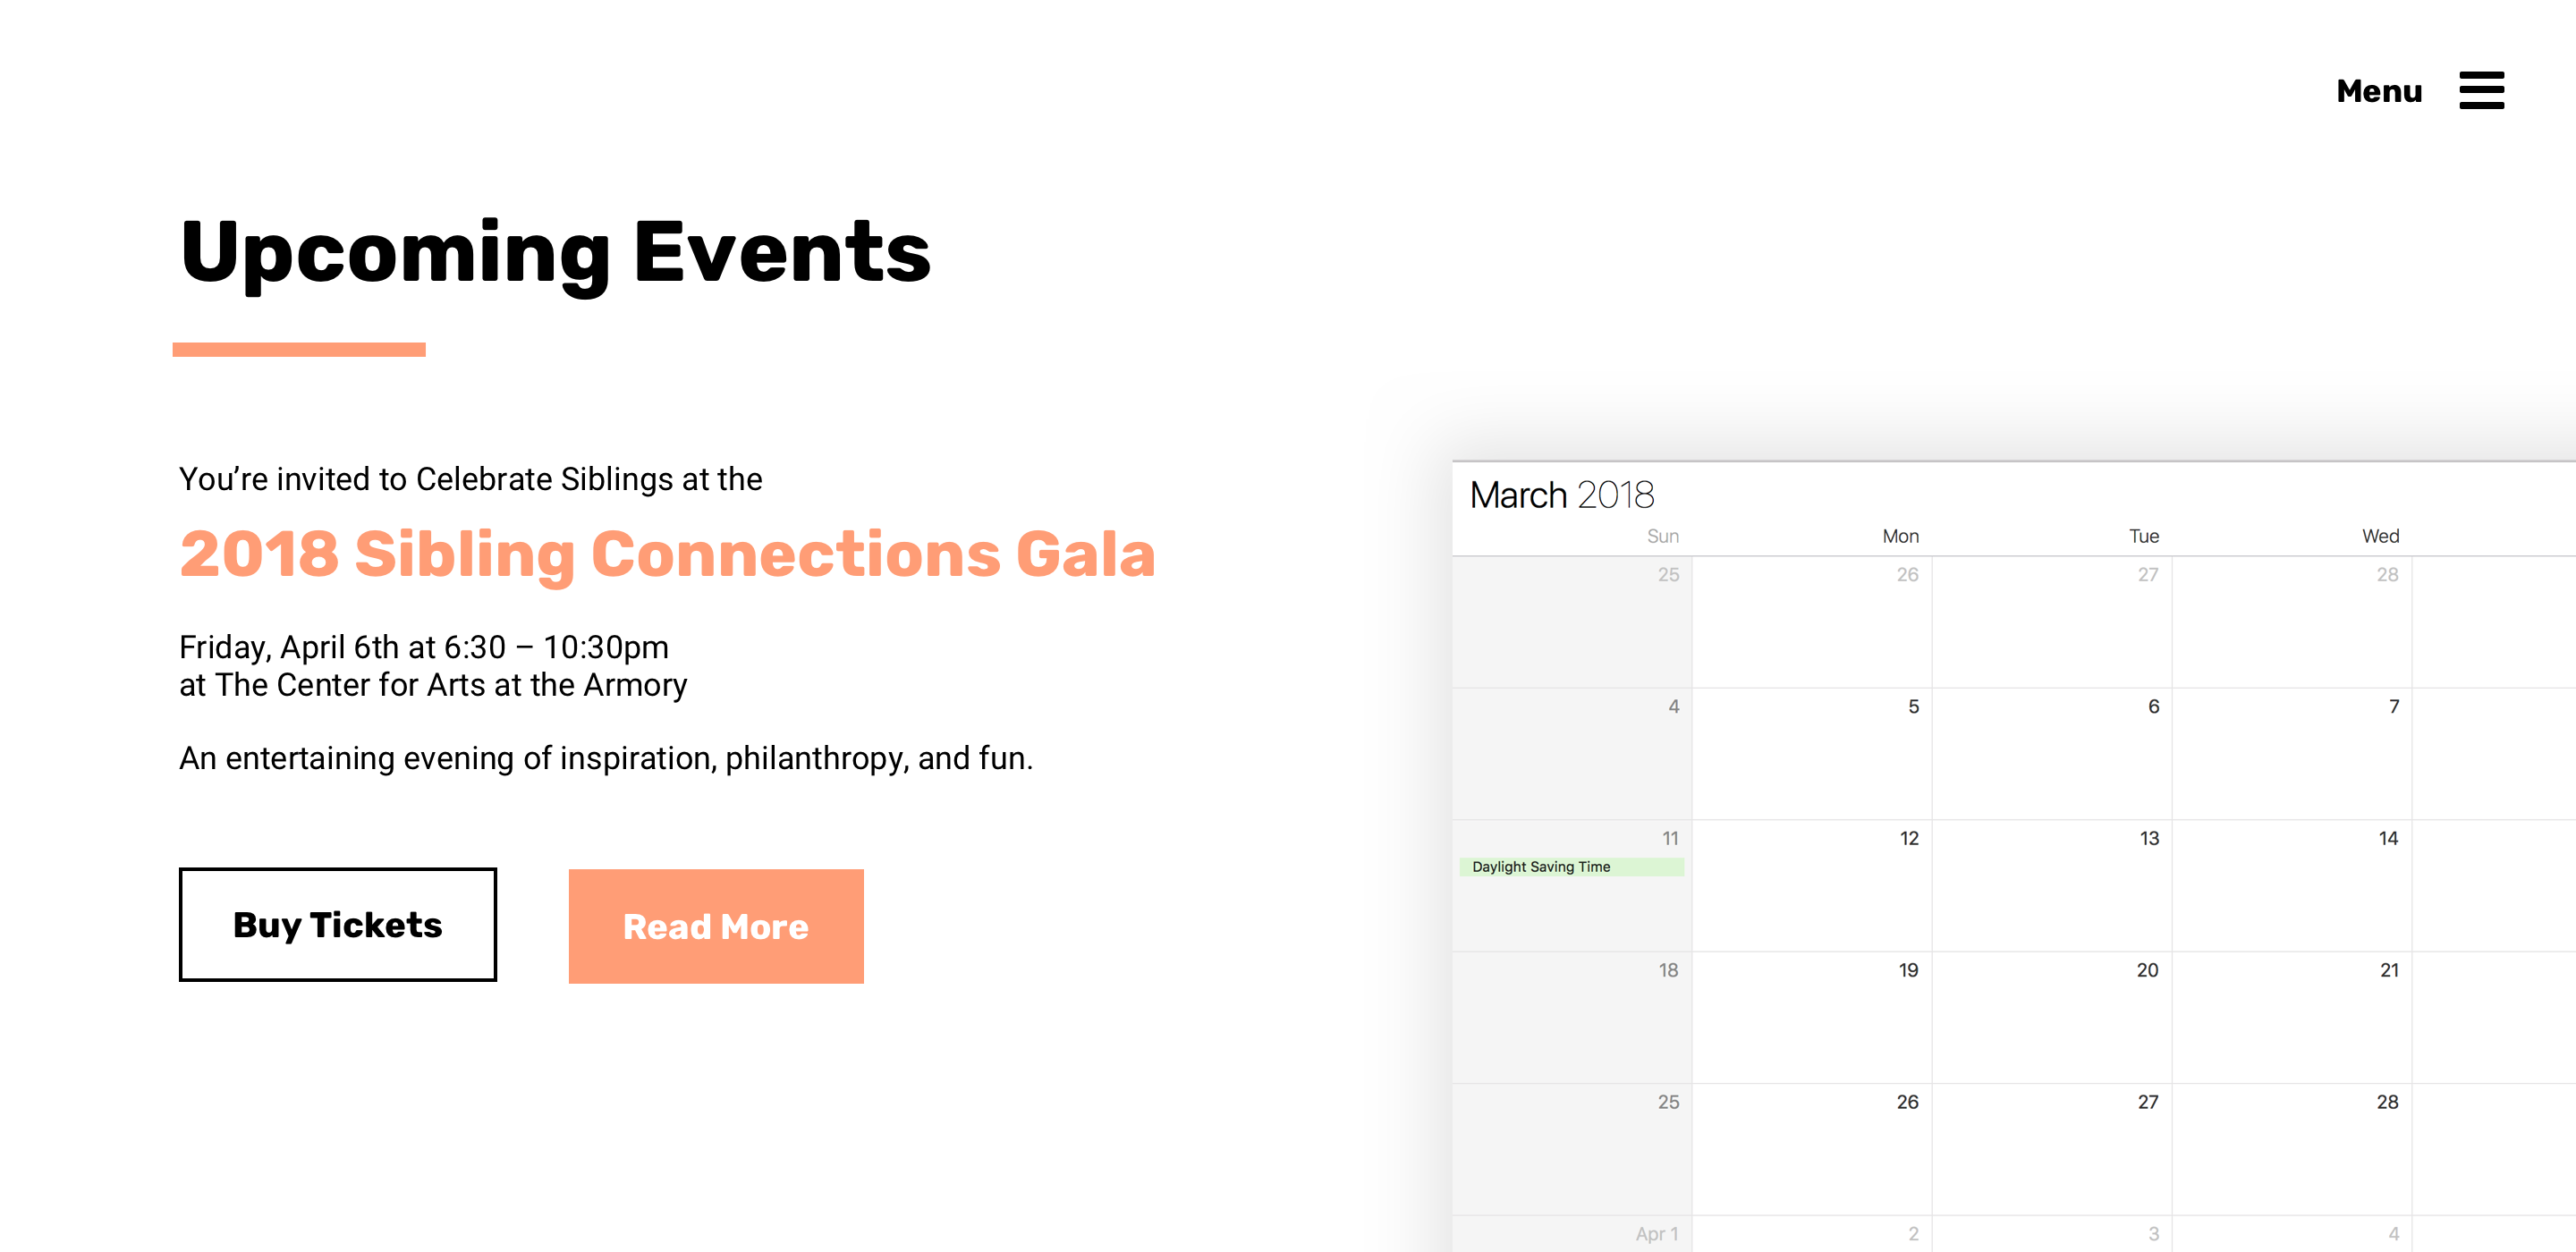 Menu
Upcoming Events
You’re invited to Celebrate Siblings at the
2018 Sibling Connections Gala
Friday, April 6th at 6:30 – 10:30pm
at The Center for Arts at the Armory
An entertaining evening of inspiration, philanthropy, and fun.
Buy Tickets
Read More
March 2018
Sun Mon Tue Wed
25 26 27 28
4 5 6 7
11 12 13 14
Daylight Saving Time
18 19 20 21
25 26 27 28
Apr 1 2 3 4